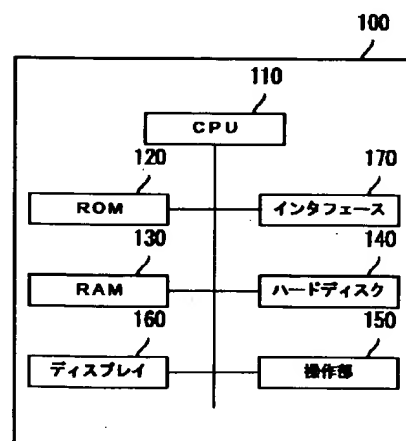 100
110
CPU
120
170
ROM
インタフェース
130
140
RAM
ハードディスク
160
150
ディスプレイ
操作部